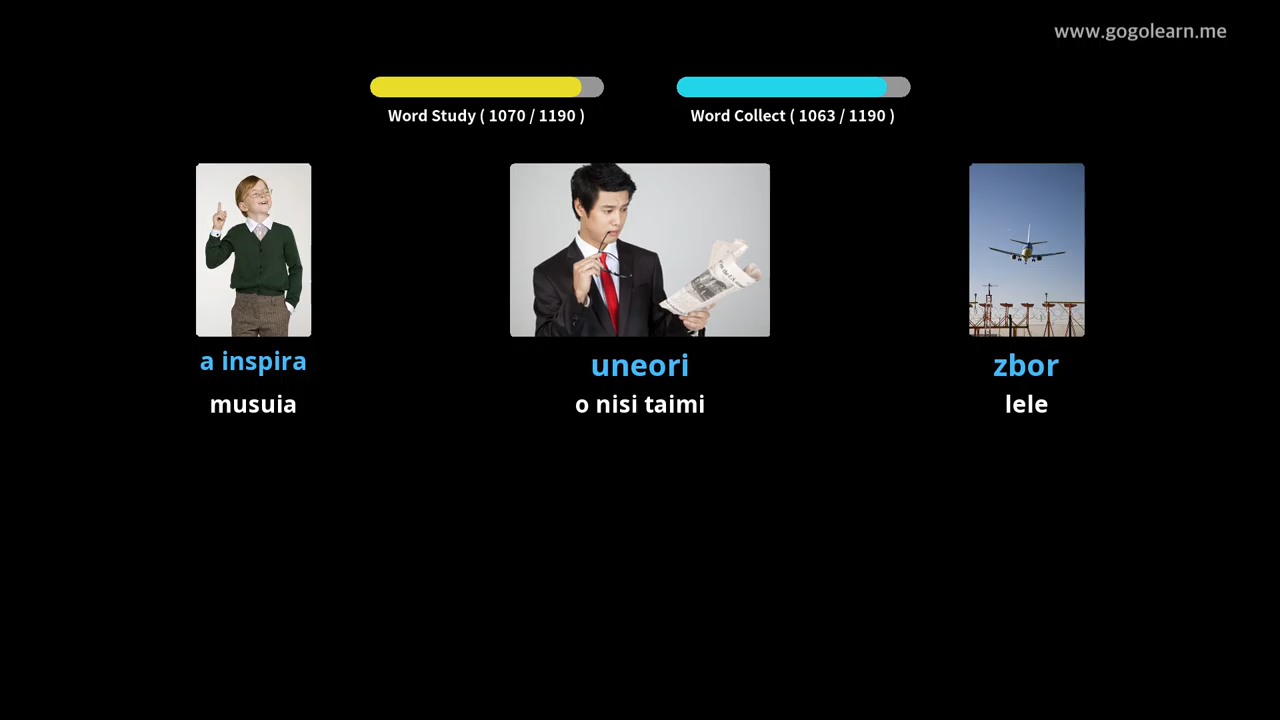 www.gogolearn.me
Word Study ( 1070 / 1190 )
Word Collect ( 1063 / 1190 )
a inspira
uneori
zbor
musuia
o nisi taimi
lele